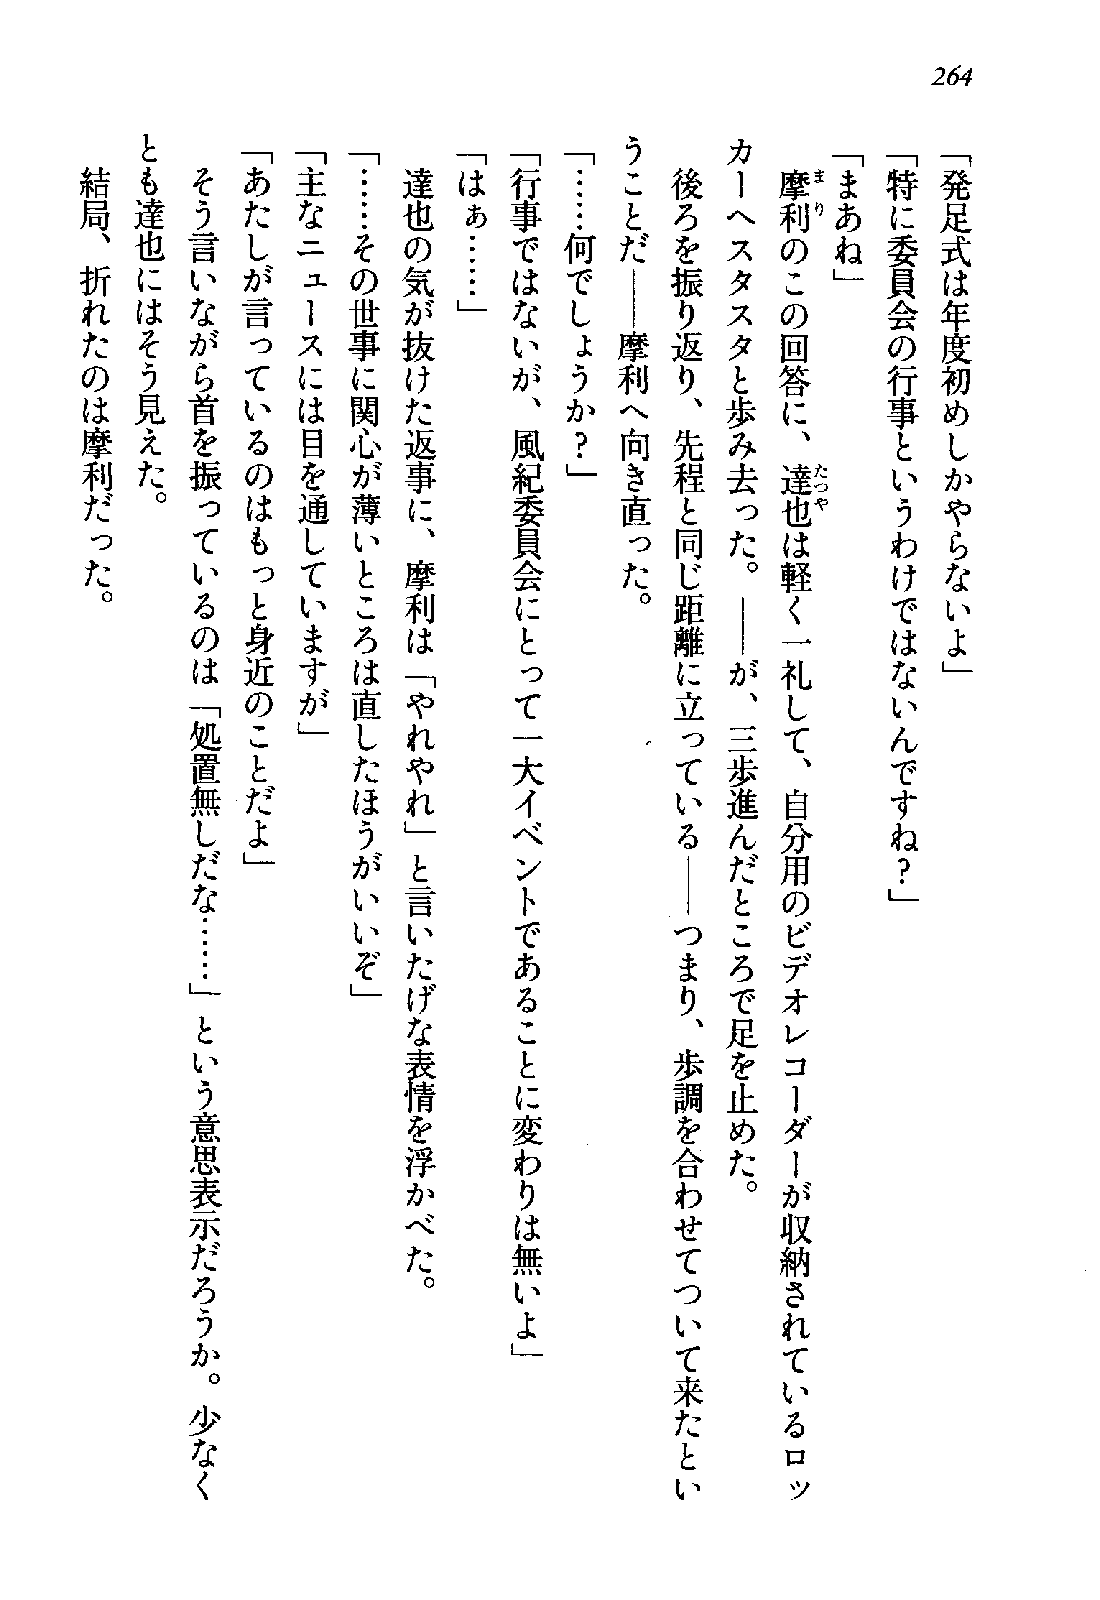 264
「発足式は年度初めしかやらないよ」
「特に委員会の行事というわけではないんですね？」
「まあね」
摩利のこの回答に、達也は軽く一礼して、自分用のビデオレコーダーが収納されているロッ
カーへスタスタと歩み去った。――が、三歩進んだところで足を止めた。
後ろを振り返り、先程と同じ距離に立っている――つまり、歩調を合わせてついて来たとい
うことだ――摩利へ向き直った。
「……何でしょうか？」
「行事ではないが、風紀委員会にとって一大イベントであることに変わりは無いよ」
「はぁ……」
達也の気が抜けた返事に、摩利は「やれやれ」と言いたげな表情を浮かべた。
「……その世事に関心が薄いところは直したほうがいいぞ」
「主なニュースには目を通していますが」
「あたしが言っているのはもっと身近のことだよ」
そう言いながら首を振っているのは「処置無しだな……」という意思表示だろうか。少なく
とも達也にはそう見えた。
結局、折れたのは摩利だった。